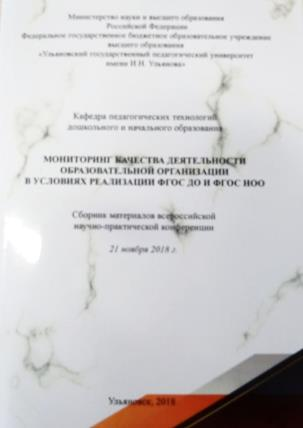 Министерство науки и высшего образования
Российской Федерации
Федеральное государственное бюджетное образовательное учреждение
высшего образования
«Ульяновский государственный педагогический университет
имени И.Н. Ульянова»
Кафедра педагогических технологий
дошкольного и начального образования
МОНИТОРИНГ КАЧЕСТВА ДЕЯТЕЛЬНОСТИ
ОБРАЗОВАТЕЛЬНОЙ ОРГАНИЗАЦИИ
В УСЛОВИЯХ РЕАЛИЗАЦИИ ФГОС ДО И ФГОС НОО
Сборник материалов всероссийской
научно-практической конференции
21 ноября 2018 г.
Ульяновск, 2018